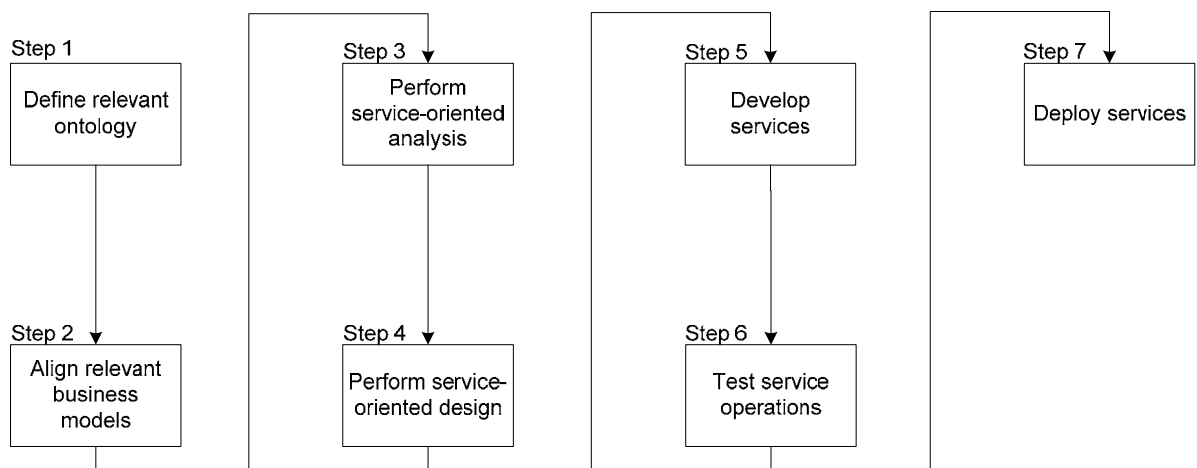 Step 1
Define relevant
ontology
Step 2
Align relevant
business
models
Step 3
Perform
service-oriented
analysis
Step 4
Perform service-
oriented design
Step 5
Develop
services
Step 6
Test service
operations
Step 7
Deploy services